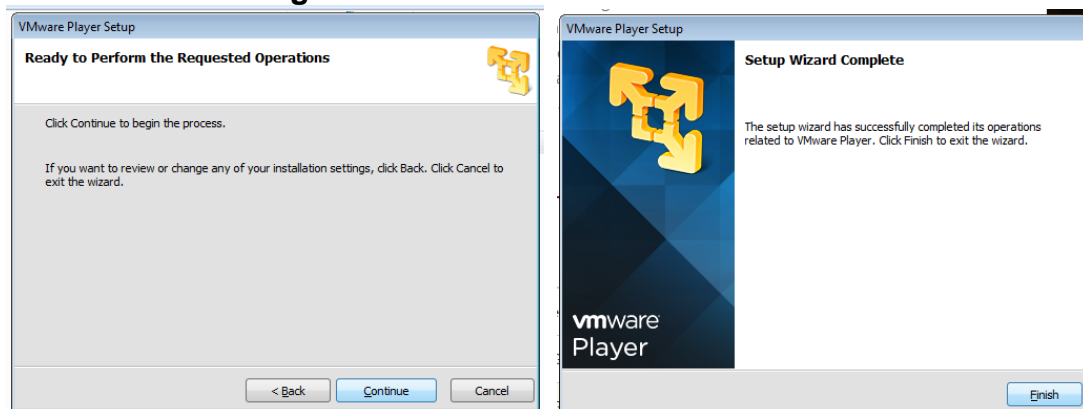 VMware Player Setup
Ready to Perform the Requested Operations
Click Continue to begin the process.
If you want to review or change any of your installation settings, click Back. Click Cancel to
exit the wizard.
< Back
Continue
Cancel
VMware Player Setup
Setup Wizard Complete
The setup wizard has successfully completed its operations
related to VMware Player. Click Finish to exit the wizard.
vmware
Player
Finish